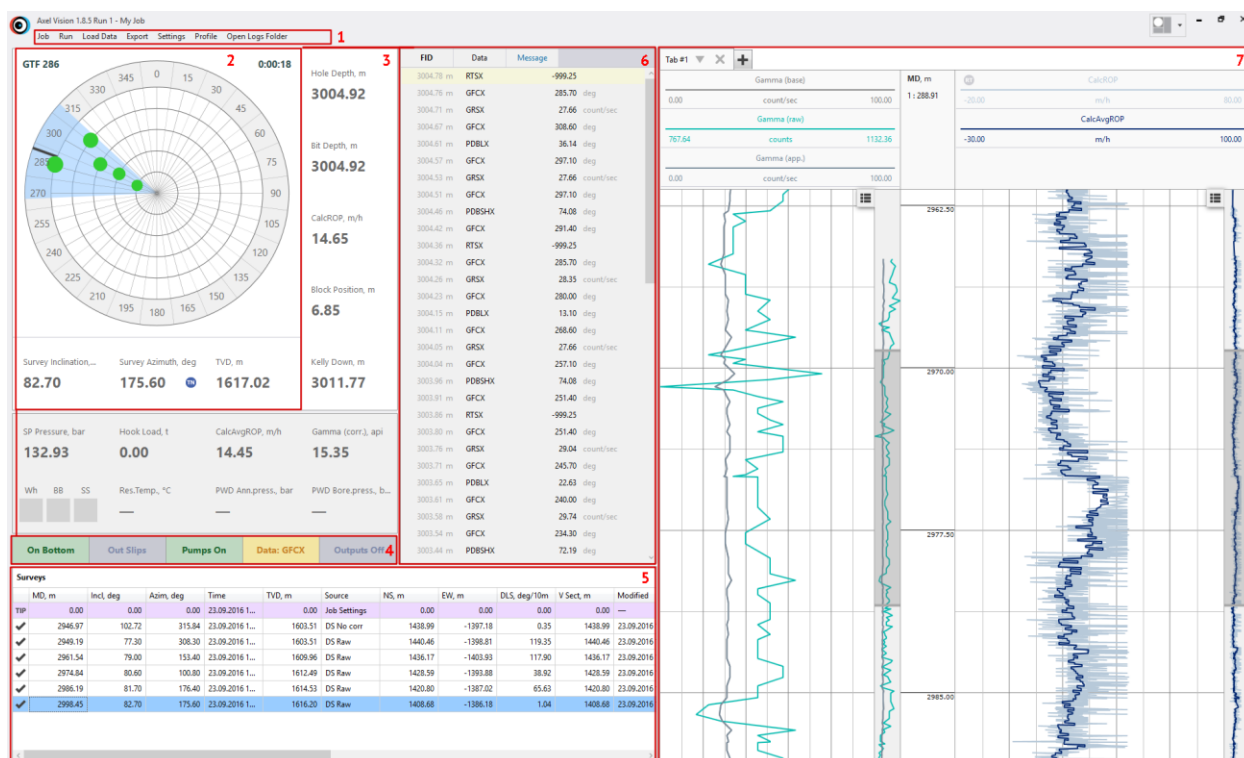 Axel Vision 1.8.5 Run 1 - My Job
Job Run Load Data Export Settings Profile Open Logs Folder 1
GTF 286 2 0:00:18
0 15 30 45 60 75 90 105 120 135 150 165 180 195 210 225 240 255 270 285 300 315 330 345
Survey Inclination,... Survey Azimuth, deg TVD, m
82.70 175.60 1617.02
3
Hole Depth, m
3004.92
Bit Depth, m
3004.92
CalcROP, m/h
14.65
Block Position, m
6.85
Kelly Down, m
3011.77
SP Pressure, bar Hook Load, t CalcAvgROP, m/h Gamma (corr.), api
132.93 0.00 14.45 15.35
Wh BB SS Res.Temp., °C PWD Ann.press., bar PWD Bore.press., b...
— — —
On Bottom Out Slips Pumps On Data: GFCX Outputs Off 4
Surveys 5
MD, m Incl, deg Azim, deg Time TVD, m Source NS, m EW, m DLS, deg/10m V Sect, m Modified
TIP 0.00 0.00 0.00 23.09.2016 1... 0.00 Job Settings 0.00 0.00 0.00 0.00 —
2946.97 102.72 315.84 23.09.2016 1... 1603.51 DS No corr 1438.99 -1397.18 0.35 1438.99 23.09.2016
2949.19 77.30 308.30 23.09.2016 1... 1603.51 DS Raw 1440.46 -1398.81 119.35 1440.46 23.09.2016
2961.54 79.00 153.40 23.09.2016 1... 1609.96 DS Raw 1436.17 -1403.93 117.90 1436.17 23.09.2016
2974.84 80.60 100.80 23.09.2016 1... 1612.49 DS Raw 1428.59 -1393.88 38.92 1428.59 23.09.2016
2986.19 81.70 176.40 23.09.2016 1... 1614.53 DS Raw 1420.80 -1387.02 65.63 1420.80 23.09.2016
2998.45 82.70 175.60 23.09.2016 1... 1616.20 DS Raw 1408.68 -1386.18 1.04 1408.68 23.09.2016
FID Data Message 6
3004.78 m RTSX -999.25
3004.76 m GFCX 285.70 deg
3004.71 m GRSX 27.66 count/sec
3004.67 m GFCX 308.60 deg
3004.61 m PDBLX 36.14 deg
3004.57 m GFCX 297.10 deg
3004.53 m GRSX 27.66 count/sec
3004.51 m GFCX 297.10 deg
3004.46 m PDBSHX 74.08 deg
3004.42 m GFCX 291.40 deg
3004.36 m RTSX -999.25
3004.32 m GFCX 285.70 deg
3004.26 m GRSX 28.35 count/sec
3004.23 m GFCX 280.00 deg
3004.15 m PDBLX 13.10 deg
3004.11 m GFCX 268.60 deg
3004.05 m GRSX 27.66 count/sec
3004.04 m GFCX 257.10 deg
3003.96 m PDBSHX 74.08 deg
3003.91 m GFCX 251.40 deg
3003.86 m RTSX -999.25
3003.80 m GFCX 251.40 deg
3003.76 m GRSX 29.04 count/sec
3003.71 m GFCX 245.70 deg
3003.65 m PDBLX 22.63 deg
3003.61 m GFCX 240.00 deg
3003.58 m GRSX 29.74 count/sec
3003.54 m GFCX 234.30 deg
3003.44 m PDBSHX 72.19 deg
Tab #1 7
Gamma (base)
0.00 count/sec 100.00
Gamma (raw)
767.64 counts 1132.36
Gamma (app.)
0.00 count/sec 100.00
MD, m
1 : 288.91
CalcROP
-20.00 m/h 80.00
CalcAvgROP
-30.00 m/h 100.00
2962.50
2970.00
2977.50
2985.00